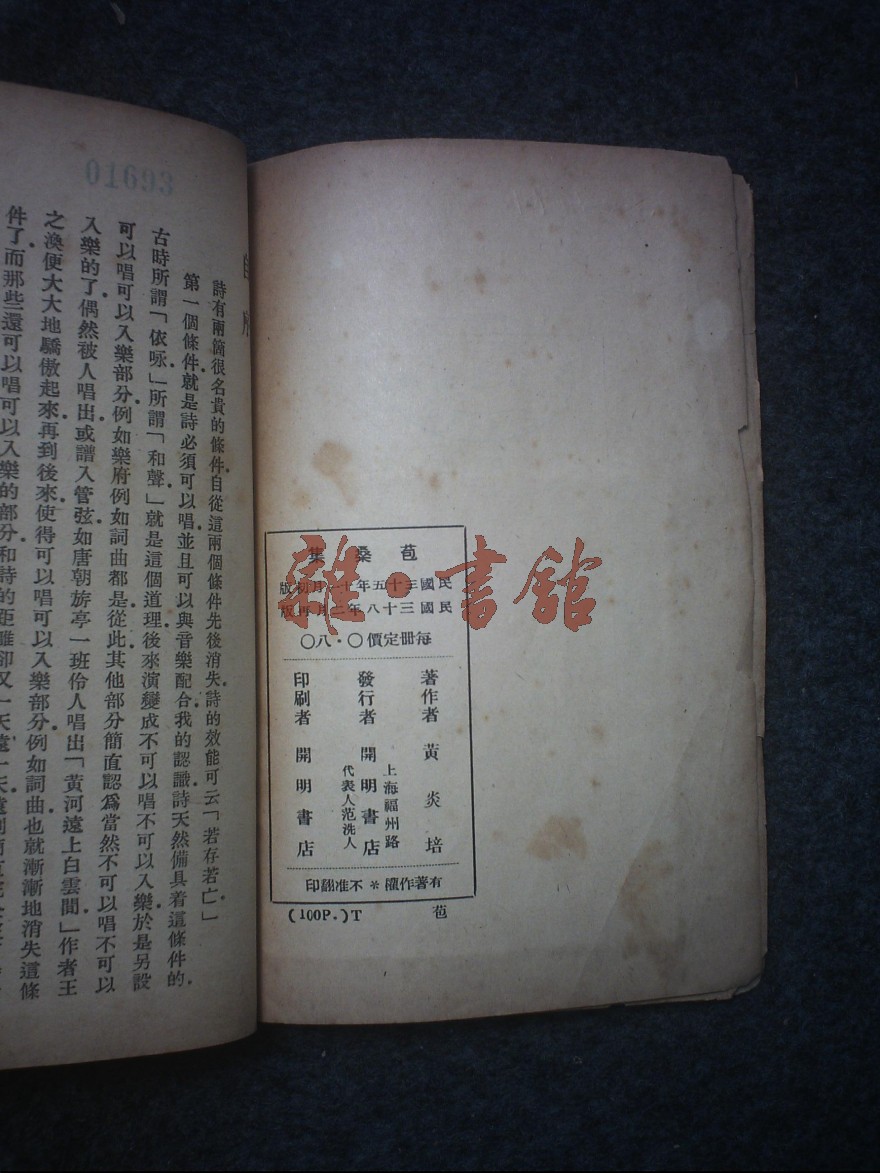 01693
自序
詩有兩箇很名貴的條件自從這兩個條件先後消失詩的效能可云「若存若亡。」
第一個條件就是詩必須可以唱並且可以與音樂配合我的認識詩天然備具着這條件的.
古時所謂「依咏」所謂「和聲」就是這個道理後來演變成不可以唱不可以入樂於是另設
可以唱可以入樂部分例如樂府例如詞曲都是從此其他部分簡直認爲當然不可以唱不可以
入樂的了偶然被人唱出或譜入管弦如唐朝旂亭一班伶人唱出「黃河遠上白雲間」作者王
之渙便大大地驕傲起來再到後來使得可以唱可以入樂部分例如詞曲也就漸漸地消失這條
件了而那些還可以唱可以入樂的部分和詩的距離卻又一天遠一天
苞桑集
民國三十五年十月初版
民國三十八年二月再版
每册定價〇·八〇
著作者 黃炎培
發行者 開明書店
上海福州路
代表人范洗人
印刷者 開明書店
有著作權＊不准翻印
(100P.)T 苞
雜·書館